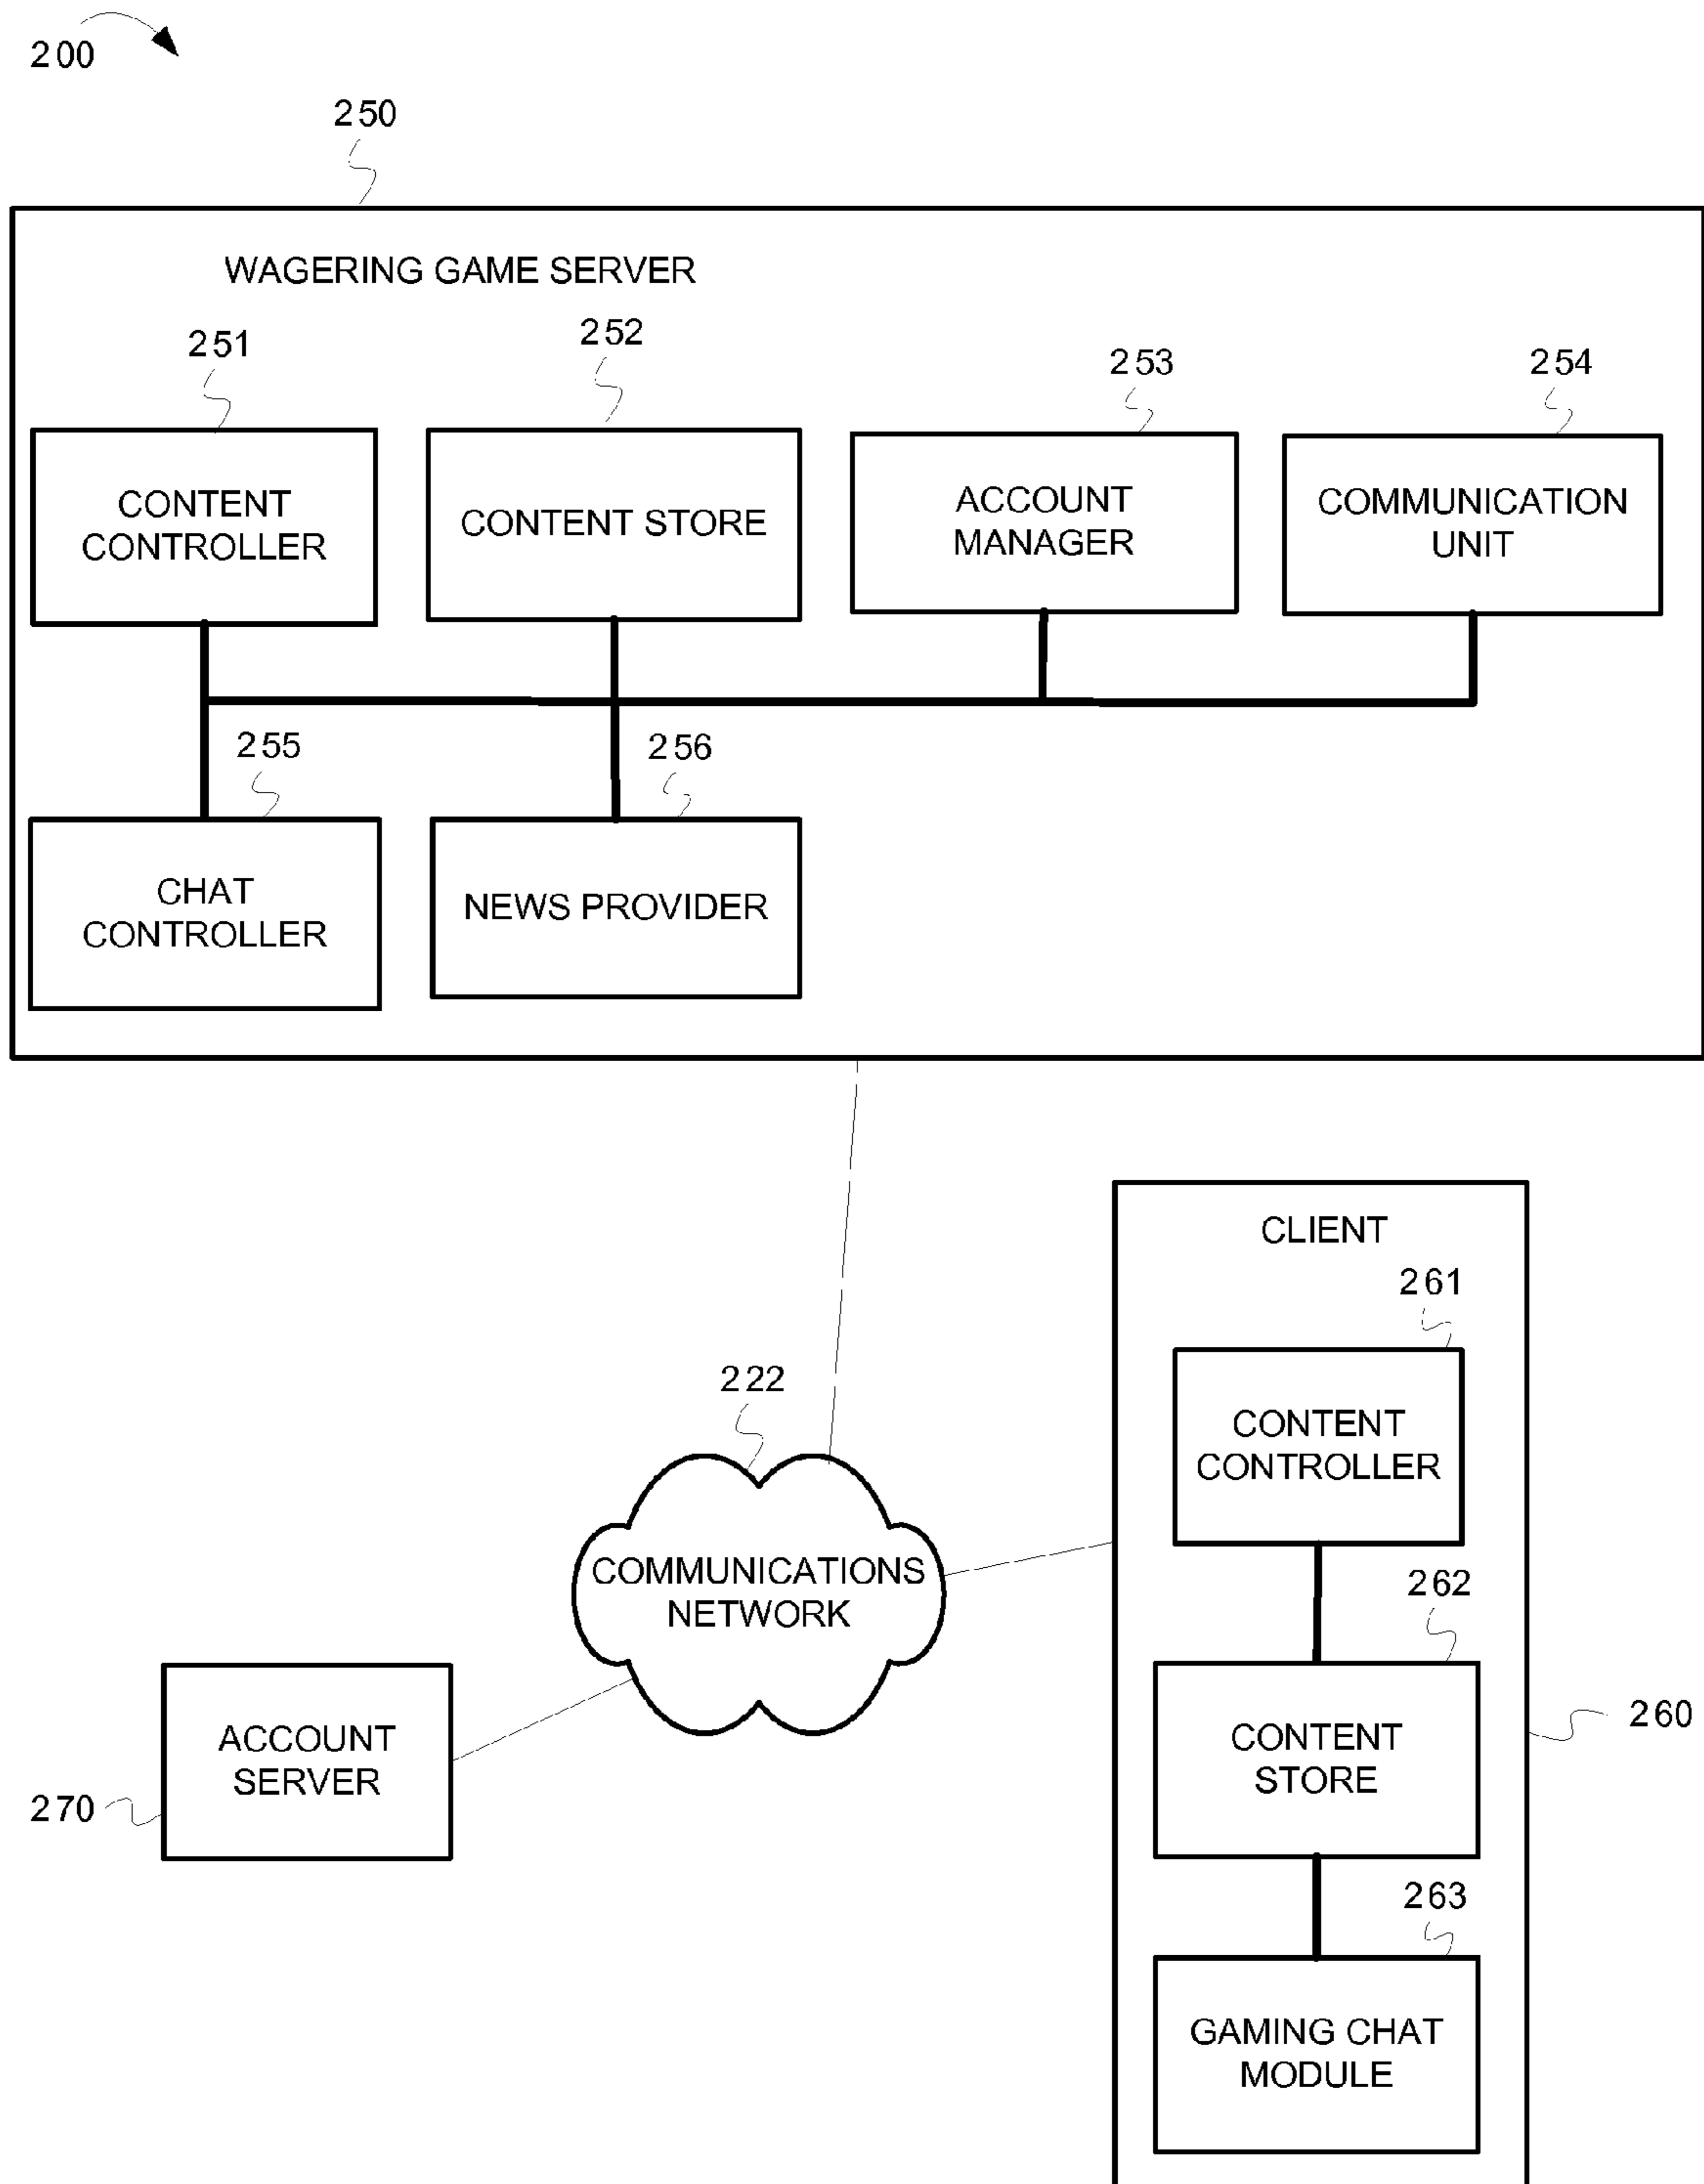 200
250
WAGERING GAME SERVER
251
252
253
254
CONTENT
CONTROLLER
CONTENT STORE
ACCOUNT
MANAGER
COMMUNICATION
UNIT
255
256
CHAT
CONTROLLER
NEWS PROVIDER
CLIENT
261
CONTENT
CONTROLLER
222
COMMUNICATIONS
NETWORK
262
CONTENT
STORE
260
ACCOUNT
SERVER
270
263
GAMING CHAT
MODULE